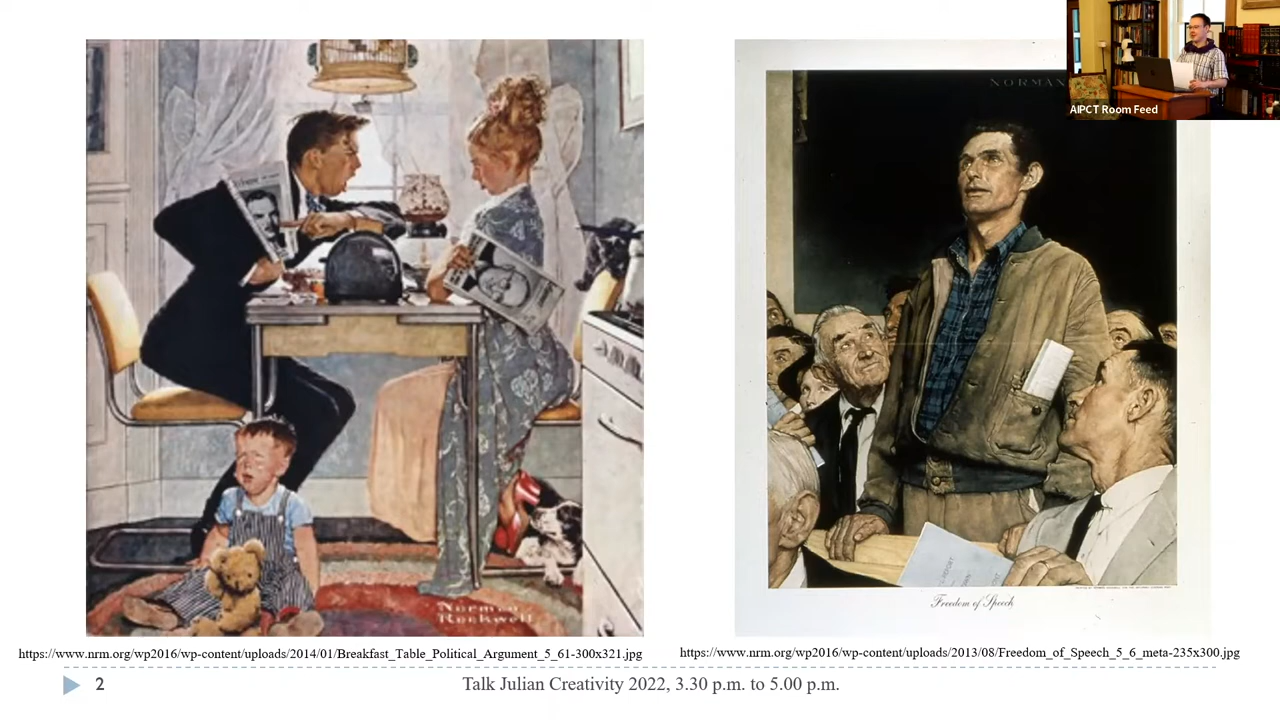 NORMAN
AIPCT Room Feed
Norman
Rockwell
Freedom of Speech
https://www.nrm.org/wp2016/wp-content/uploads/2014/01/Breakfast_Table_Political_Argument_5_61-300x321.jpg
https://www.nrm.org/wp2016/wp-content/uploads/2013/08/Freedom_of_Speech_5_6_meta-235x300.jpg
2
Talk Julian Creativity 2022, 3.30 p.m. to 5.00 p.m.